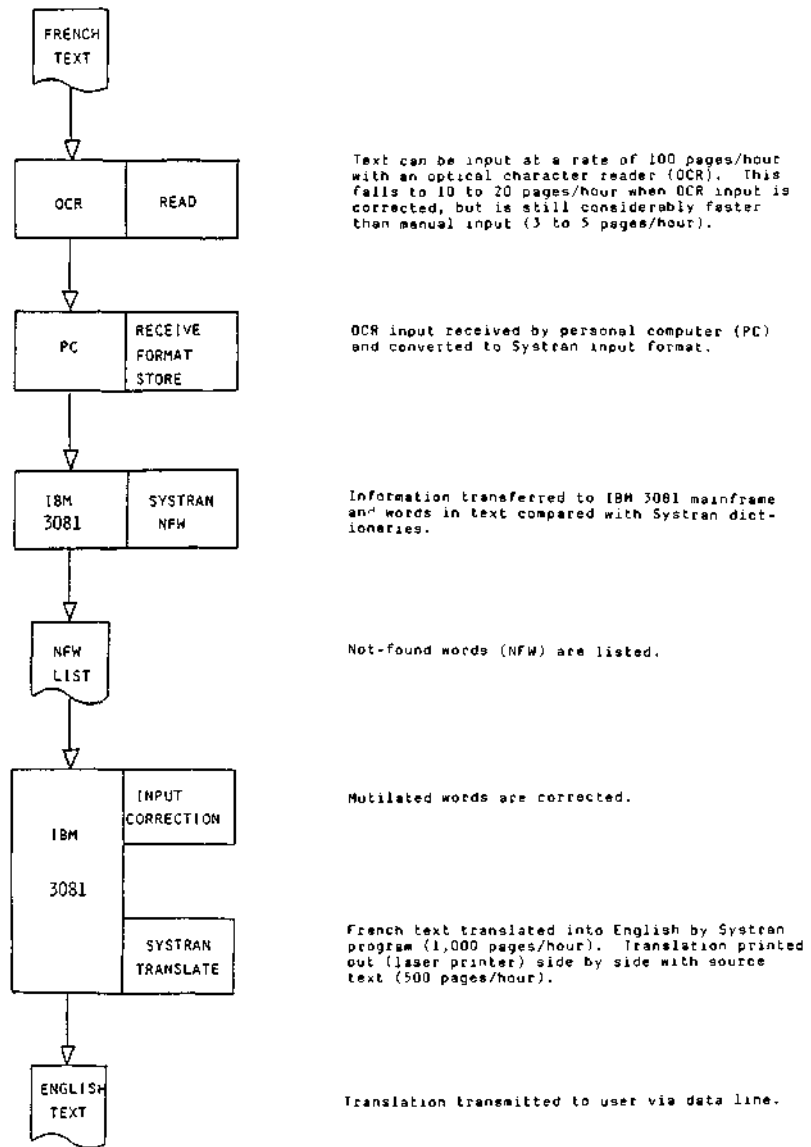 FRENCH
TEXT
OCR
READ
Text can be input at a rate of 100 pages/hour
with an optical character reader (OCR). This
falls to 10 to 20 pages/hour when OCR input is
corrected, but is still considerably faster
than manual input (3 to 5 pages/hour).
PC
RECEIVE
FORMAT
STORE
OCR input received by personal computer (PC)
and converted to Systran input format.
IBM
3081
SYSTRAN
NFW
Information transferred to IBM 3081 mainframe
and words in text compared with Systran dict-
ionaries.
NFW
LIST
Not-found words (NFW) are listed.
IBM
3081
INPUT
CORRECTION
Mutilated words are corrected.
SYSTRAN
TRANSLATE
French text translated into English by Systran
program (1,000 pages/hour). Translation printed
out (laser printer) side by side with source
text (500 pages/hour).
ENGLISH
TEXT
Translation transmitted to user via data line.